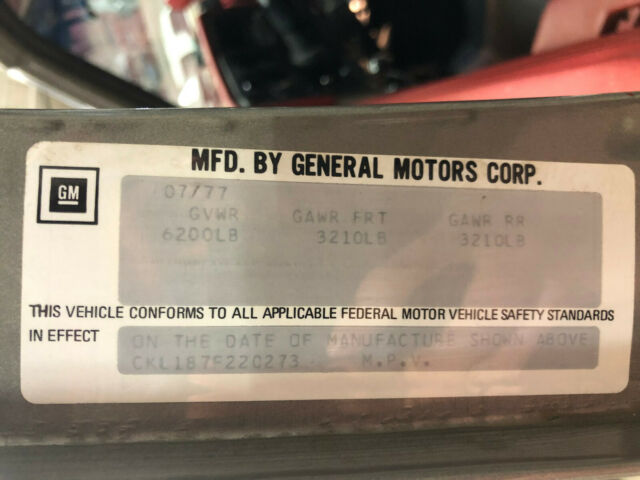 MFD. BY GENERAL MOTORS CORP.
GM
07/77
GVWR GAWR FRT GAWR RR
6200LB 3210LB 3210LB
THIS VEHICLE CONFORMS TO ALL APPLICABLE FEDERAL MOTOR VEHICLE SAFETY STANDARDS
IN EFFECT ON THE DATE OF MANUFACTURE SHOWN ABOVE
CKL187F220273 M.P.V.